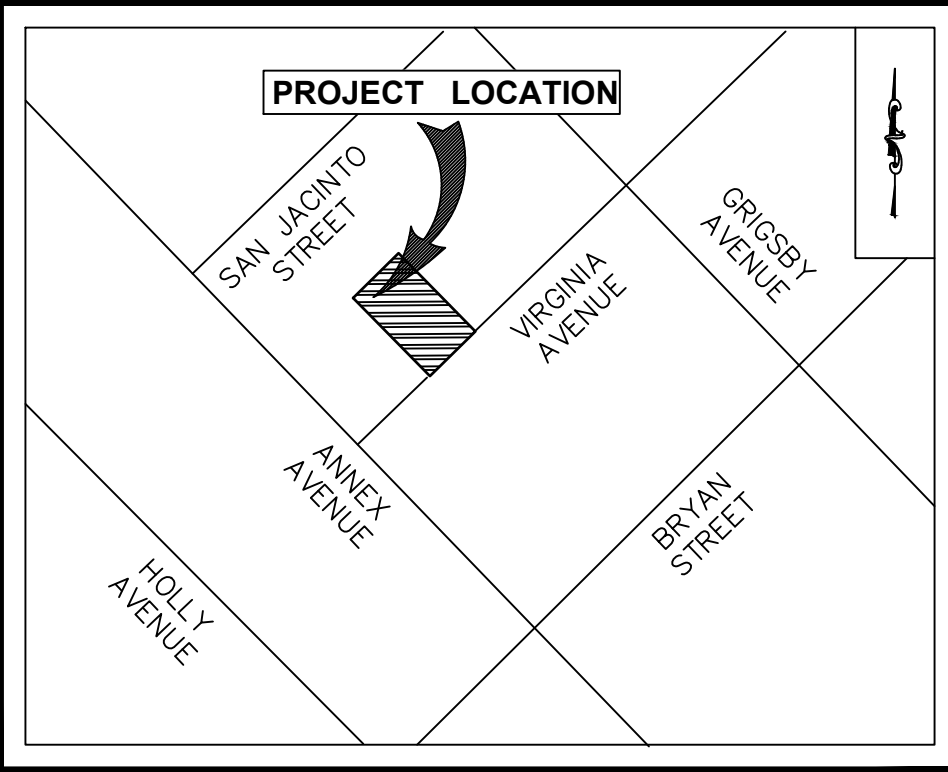 PROJECT LOCATION
SAN JACINTO
STREET
VIRGINIA
AVENUE
GRIGSBY
AVENUE
ANNEX
AVENUE
BRYAN
STREET
HOLLY
AVENUE